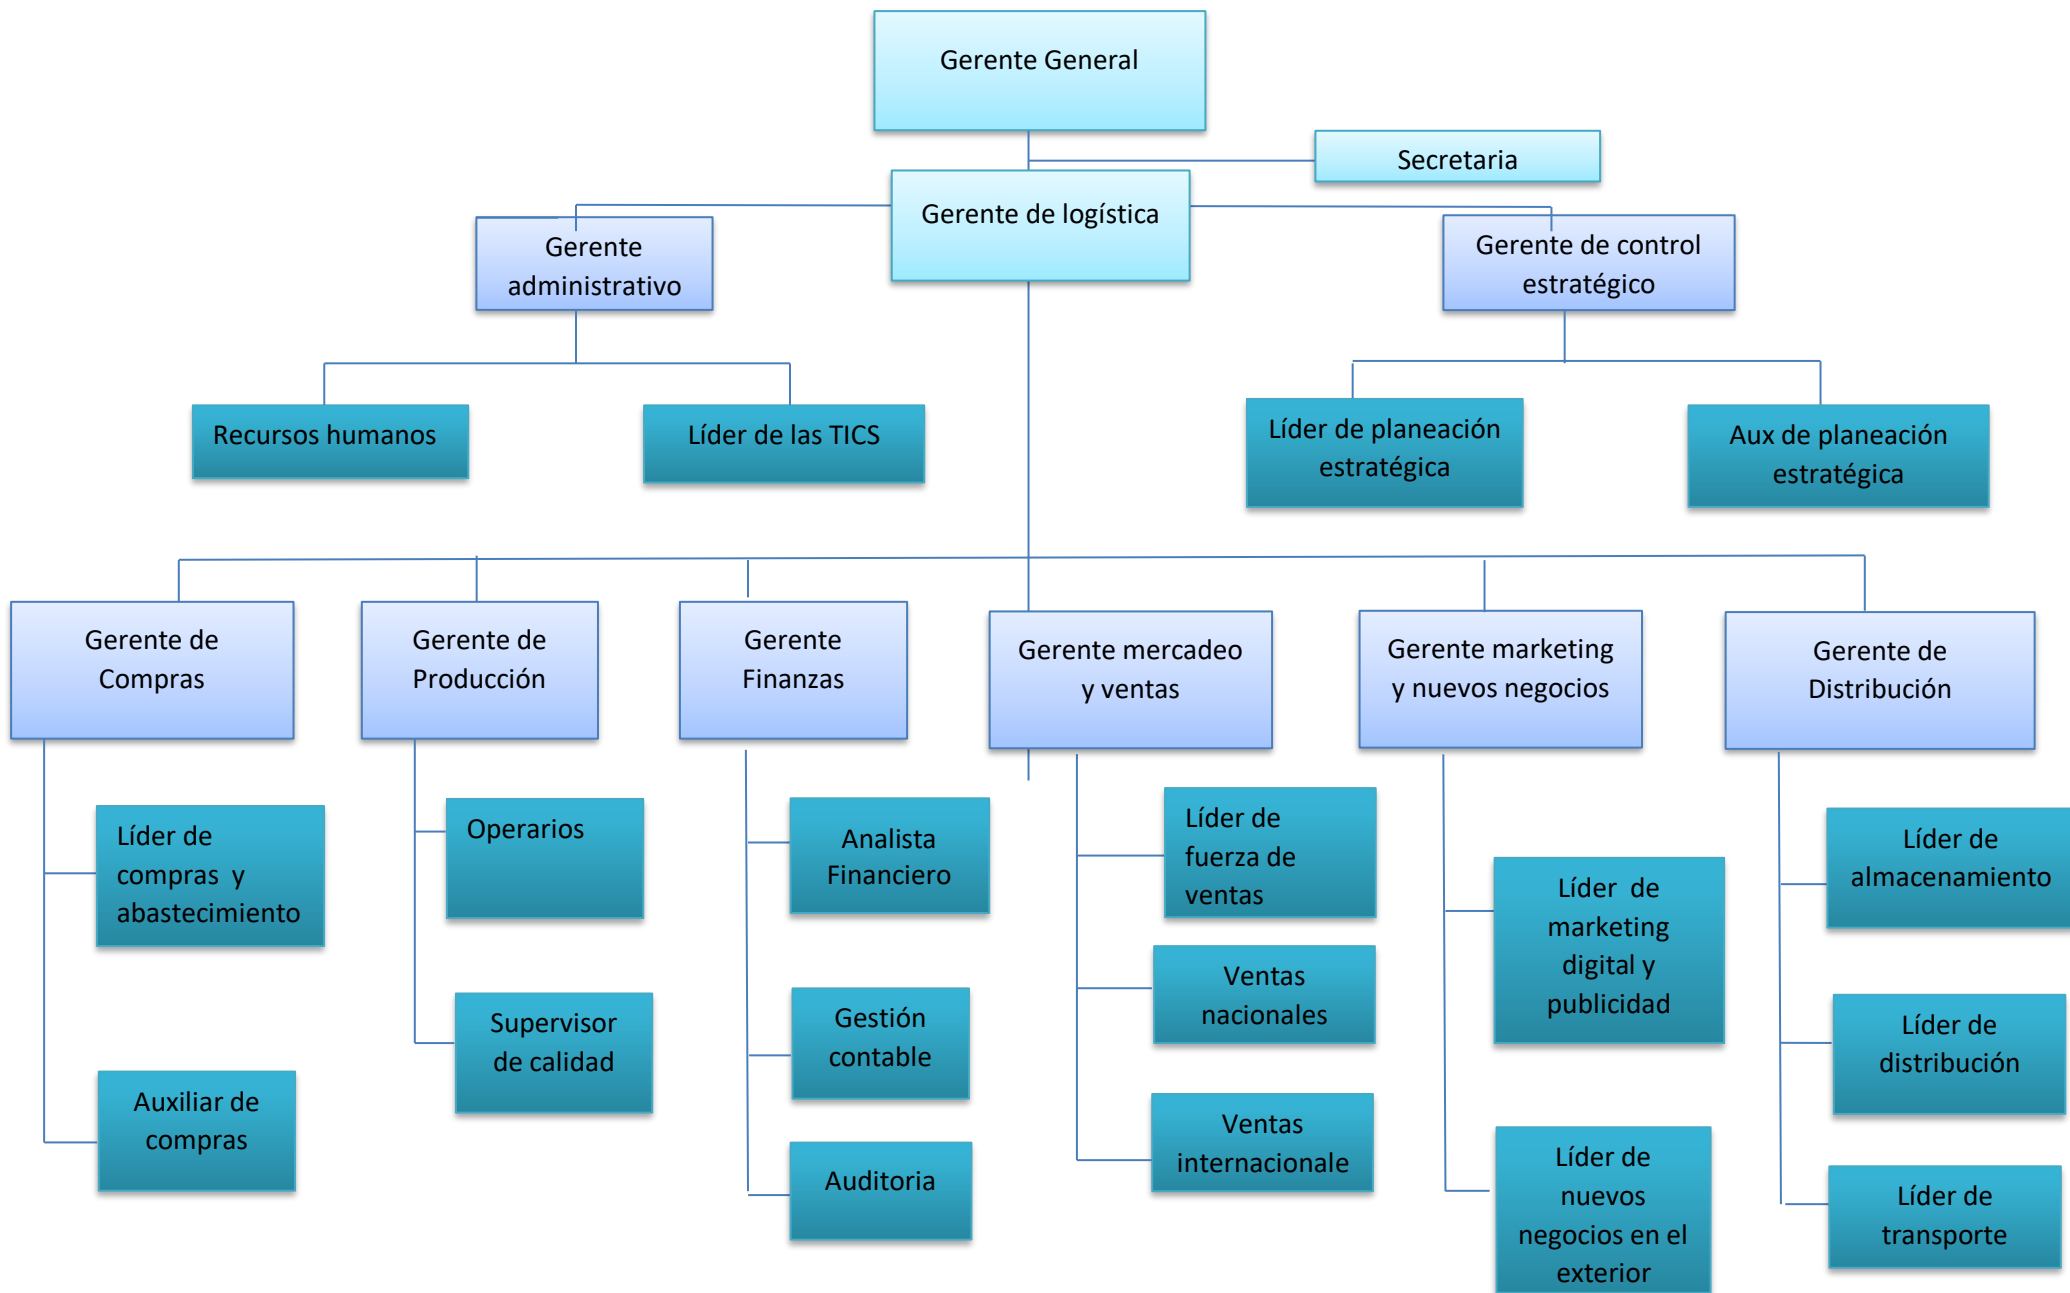 Gerente General
Secretaria
Gerente de logística
Gerente
administrativo
Gerente de control
estratégico
Recursos humanos
Líder de las TICS
Líder de planeación
estratégica
Aux de planeación
estratégica
Gerente de
Compras
Gerente de
Producción
Gerente
Finanzas
Gerente mercadeo
y ventas
Gerente marketing
y nuevos negocios
Gerente de
Distribución
Líder de
compras  y
abastecimiento
Auxiliar de
compras
Operarios
Supervisor
de calidad
Analista
Financiero
Gestión
contable
Auditoria
Líder de
fuerza de
ventas
Ventas
nacionales
Ventas
internacionale
Líder  de
marketing
digital y
publicidad
Líder de
nuevos
negocios en el
exterior
Líder de
almacenamiento
Líder de
distribución
Líder de
transporte